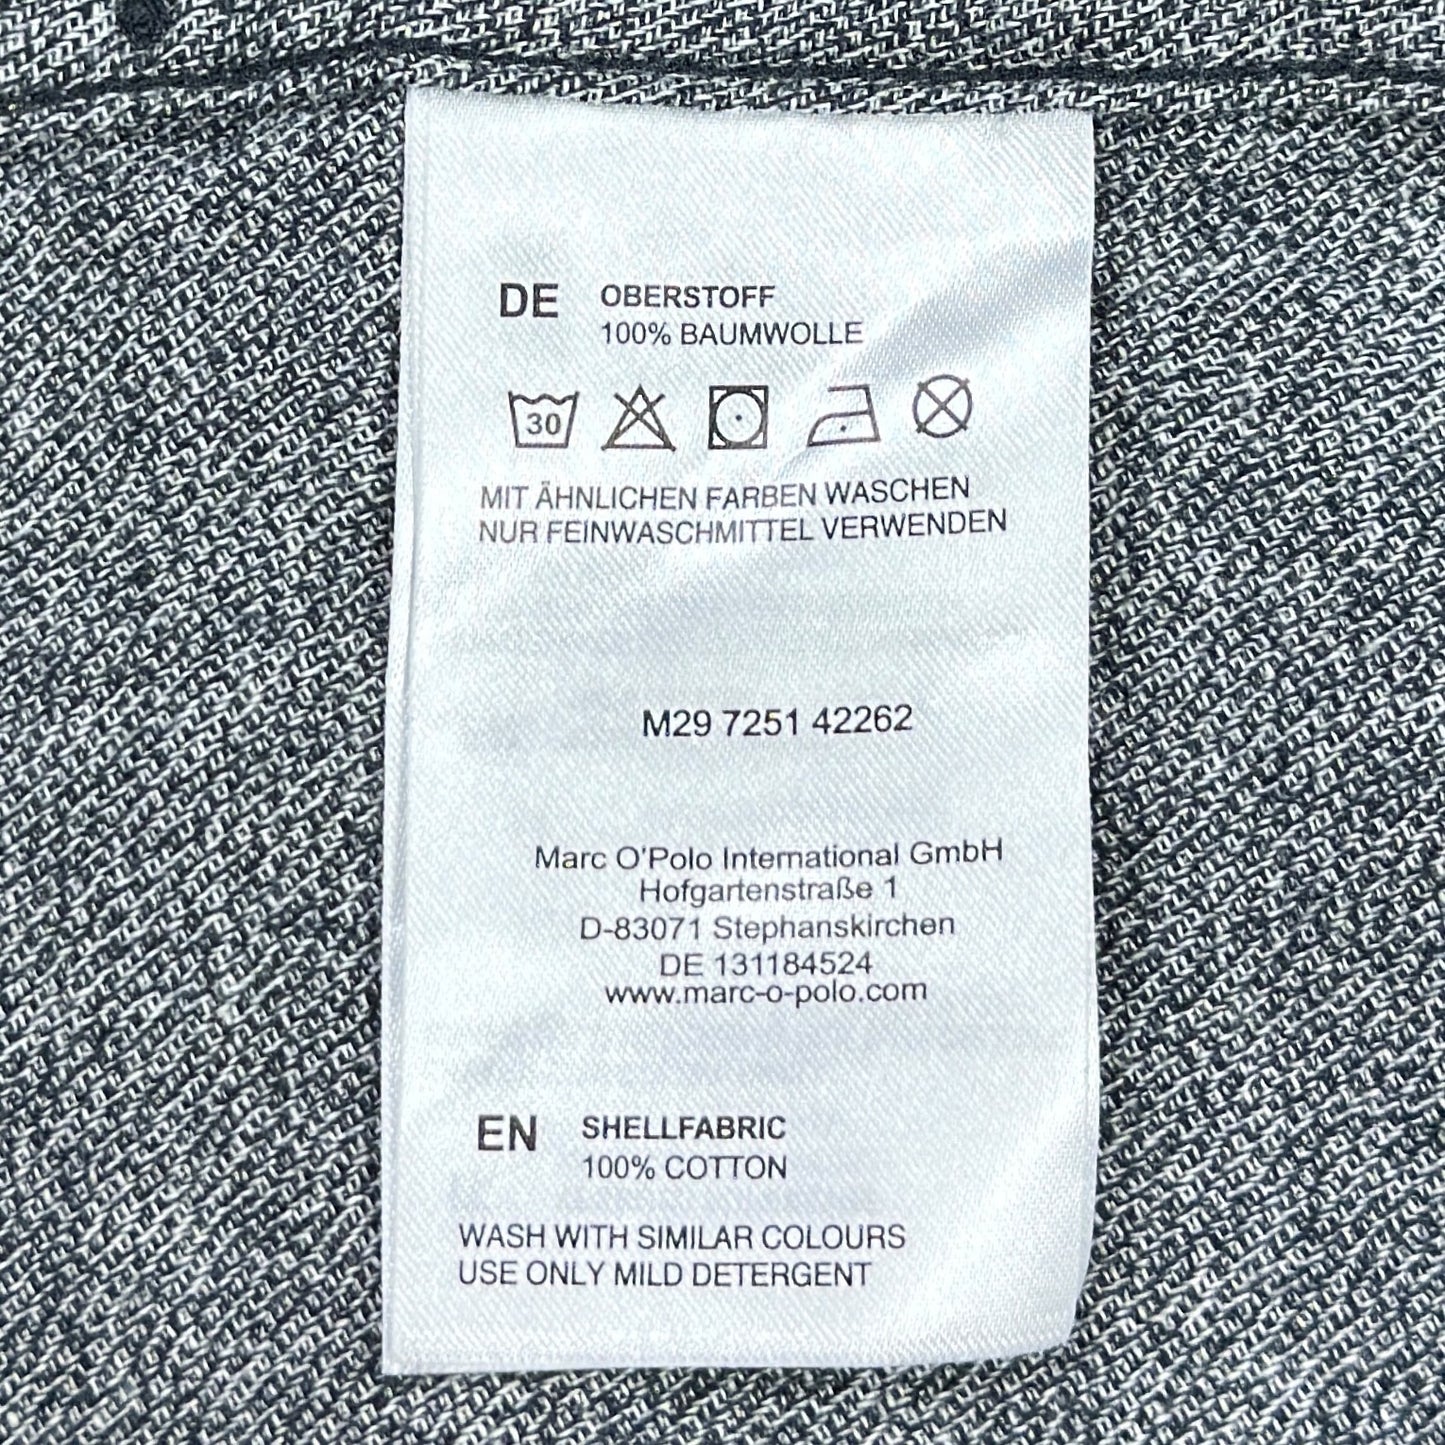 DE OBERSTOFF
100% BAUMWOLLE
30
MIT ÄHNLICHEN FARBEN WASCHEN
NUR FEINWASCHMITTEL VERWENDEN
M29 7251 42262
Marc O'Polo International GmbH
Hofgartenstraße 1
D-83071 Stephanskirchen
DE 131184524
www.marc-o-polo.com
EN SHELLFABRIC
100% COTTON
WASH WITH SIMILAR COLOURS
USE ONLY MILD DETERGENT